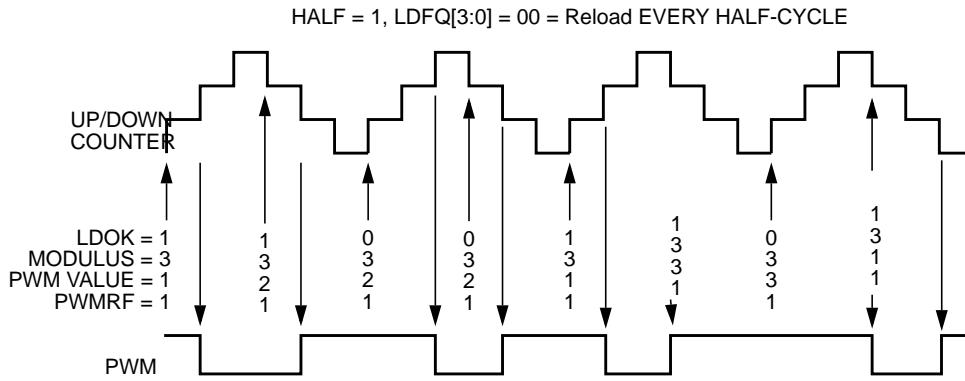 HALF = 1, LDFQ[3:0] = 00 = Reload EVERY HALF-CYCLE
UP/DOWN
COUNTER
LDOK = 1 1 0 0 1 1 0 1
MODULUS = 3 3 3 3 3 3 3 3
PWM VALUE = 1 2 2 2 1 3 3 1
PWMRF = 1 1 1 1 1 1 1 1
PWM